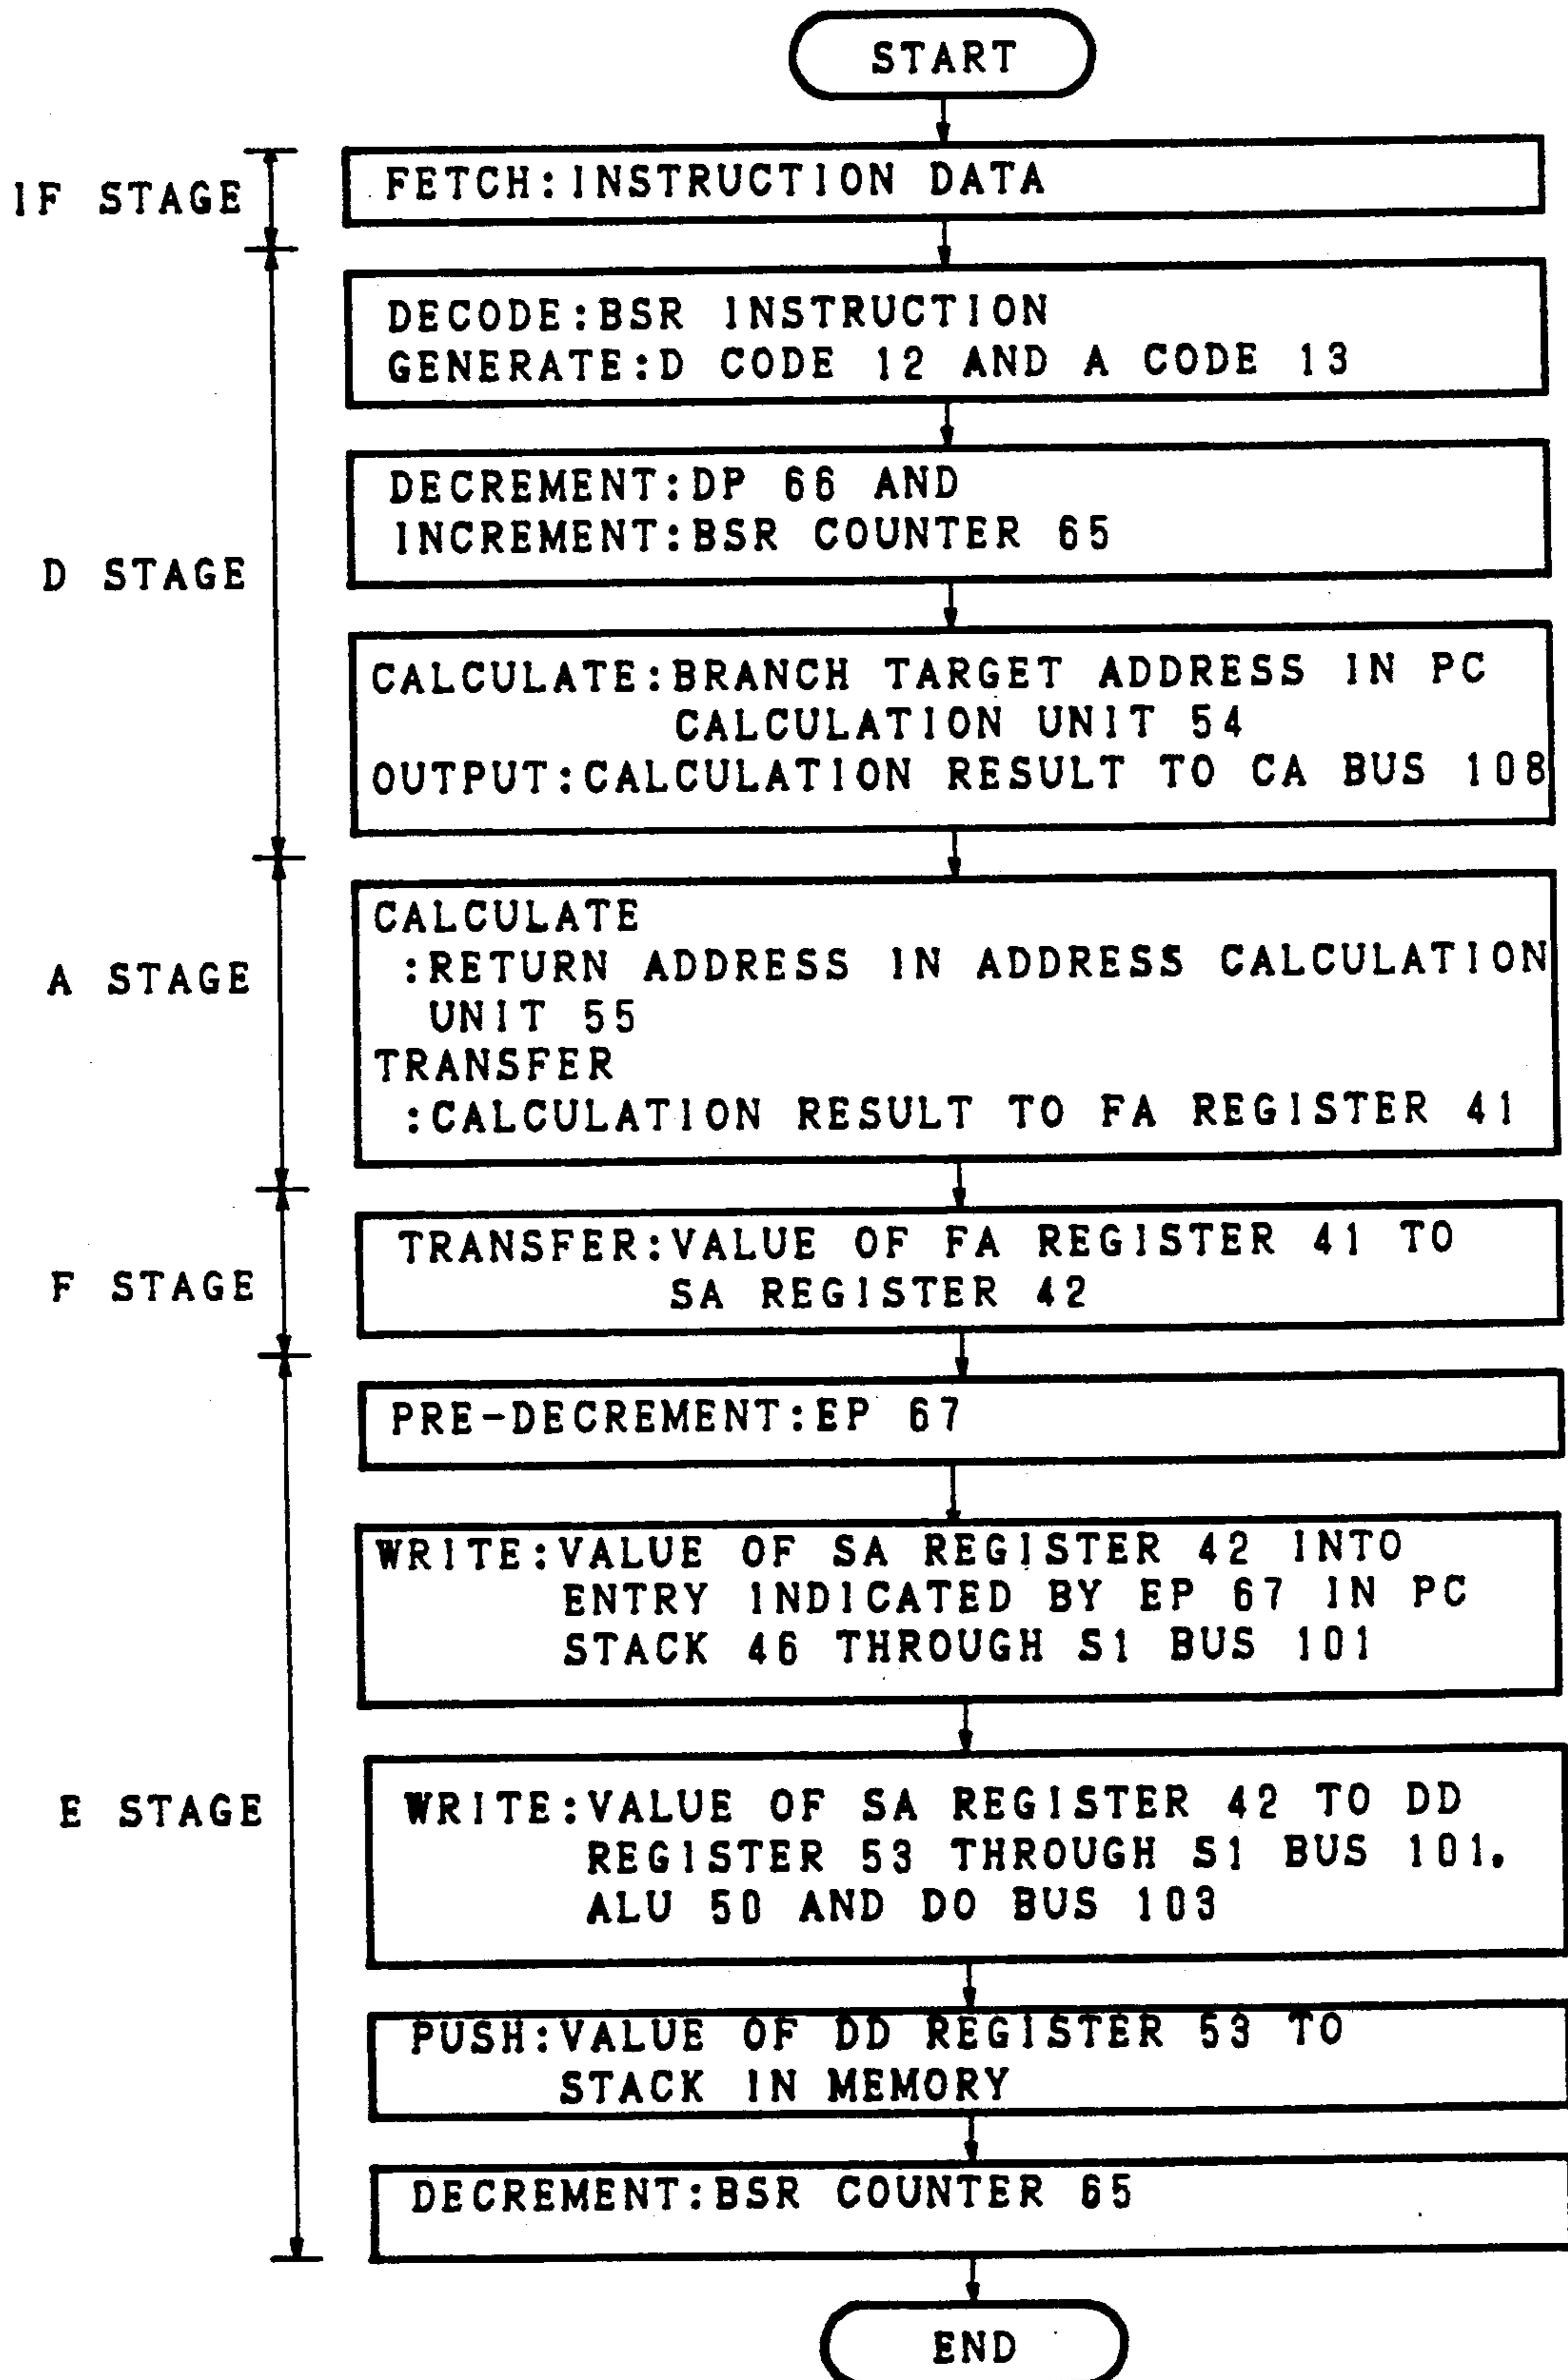 START
IF STAGE
FETCH:INSTRUCTION DATA
D STAGE
DECODE:BSR INSTRUCTION
GENERATE:D CODE 12 AND A CODE 13
DECREMENT:DP 66 AND
INCREMENT:BSR COUNTER 65
CALCULATE:BRANCH TARGET ADDRESS IN PC
CALCULATION UNIT 54
OUTPUT:CALCULATION RESULT TO CA BUS 108
A STAGE
CALCULATE
:RETURN ADDRESS IN ADDRESS CALCULATION
UNIT 55
TRANSFER
:CALCULATION RESULT TO FA REGISTER 41
F STAGE
TRANSFER:VALUE OF FA REGISTER 41 TO
SA REGISTER 42
E STAGE
PRE-DECREMENT:EP 67
WRITE:VALUE OF SA REGISTER 42 INTO
ENTRY INDICATED BY EP 67 IN PC
STACK 46 THROUGH S1 BUS 101
WRITE:VALUE OF SA REGISTER 42 TO DD
REGISTER 53 THROUGH S1 BUS 101.
ALU 50 AND DO BUS 103
PUSH:VALUE OF DD REGISTER 53 TO
STACK IN MEMORY
DECREMENT:BSR COUNTER 65
END